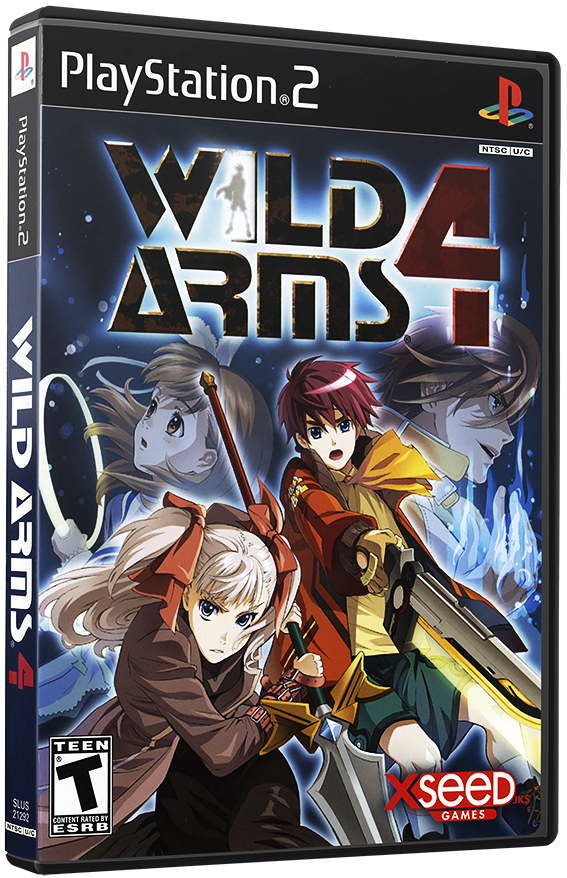 PlayStation®2
NTSC U/C
WILD
ARMS 4
TEEN
T
CONTENT RATED BY
ESRB
XSEED
GAMES
JKS
PlayStation®2
WILD ARMS 4
SLUS
21292
NTSC U/C